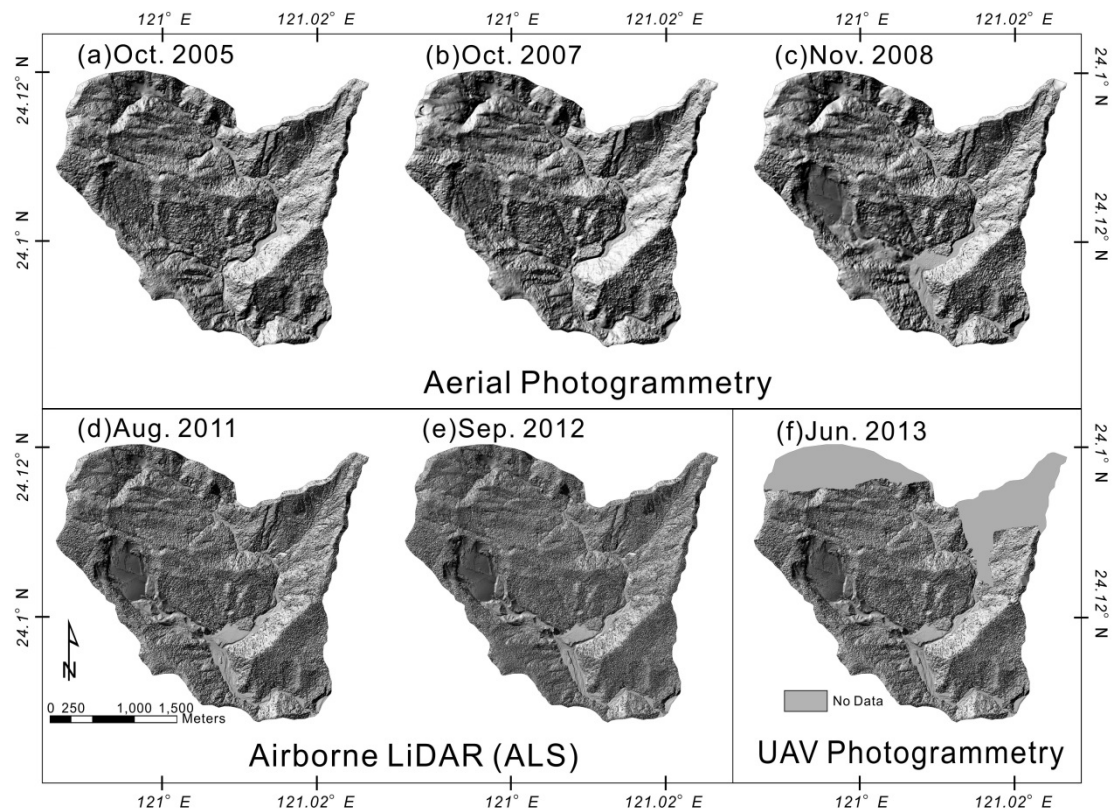 121° E 121.02° E 121° E 121.02° E 121° E 121.02° E
(a)Oct. 2005 (b)Oct. 2007 (c)Nov. 2008
24.12° N
24.1° N
24.1° N
24.12° N
Aerial Photogrammetry
(d)Aug. 2011 (e)Sep. 2012 (f)Jun. 2013
24.12° N
24.1° N
24.1° N
24.12° N
N
0 250 1,000 1,500
Meters
No Data
Airborne LiDAR (ALS) UAV Photogrammetry
121° E 121.02° E 121° E 121.02° E 121° E 121.02° E